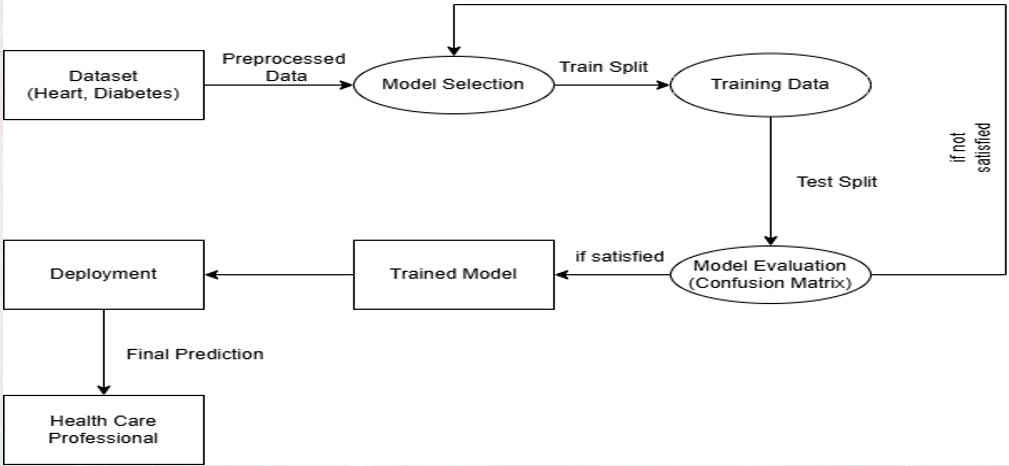 Dataset
(Heart, Diabetes)
Preprocessed
Data
Model Selection
Train Split
Training Data
if not
satisfied
Test Split
Model Evaluation
(Confusion Matrix)
if satisfied
Trained Model
Deployment
Final Prediction
Health Care
Professional